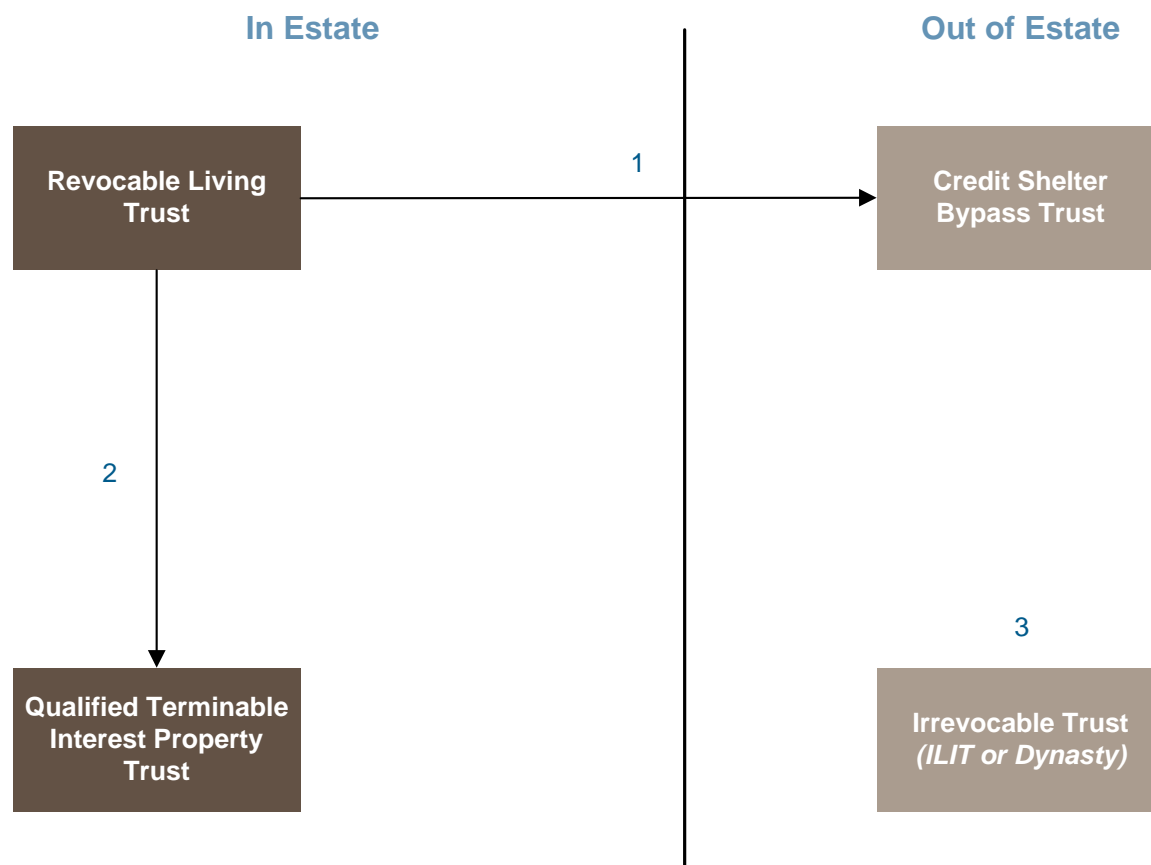 In Estate
Out of Estate
Revocable Living
Trust
1
Credit Shelter
Bypass Trust
2
3
Qualified Terminable
Interest Property
Trust
Irrevocable Trust
(ILIT or Dynasty)